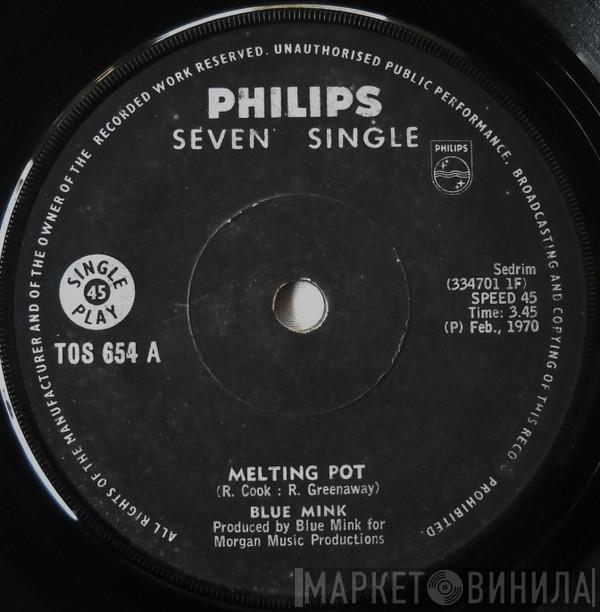 ALL RIGHTS OF THE MANUFACTURER AND OF THE OWNER OF THE RECORDED WORK RESERVED. UNAUTHORISED PUBLIC PERFORMANCE, BROADCASTING AND COPYING OF THIS RECO PROHIBITED.
PHILIPS
SEVEN SINGLE
PHILIPS
SINGLE
45
PLAY
TOS 654 A
Sedrim
(334701 1F)
SPEED 45
Time: 3.45
(P) Feb., 1970
MELTING POT
(R. Cook : R. Greenaway)
BLUE MINK
Produced by Blue Mink for
Morgan Music Productions
МАРКЕТ ВИНИЛА